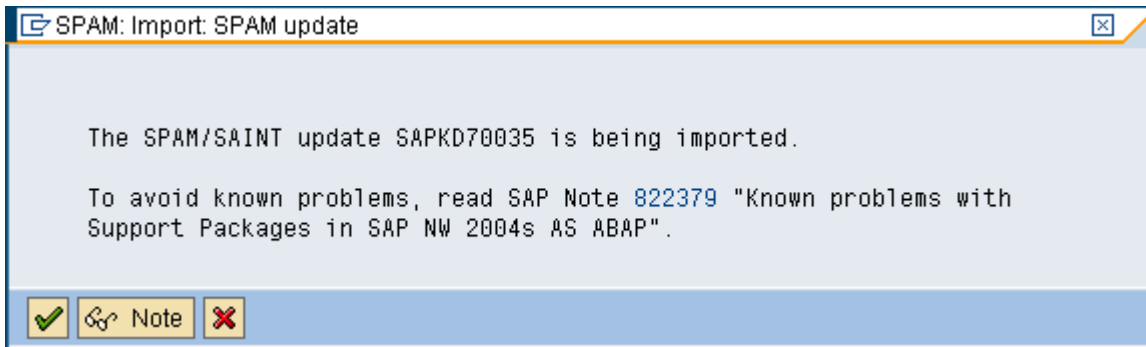 SPAM: Import: SPAM update
The SPAM/SAINT update SAPKD70035 is being imported.
To avoid known problems, read SAP Note 822379 "Known problems with
Support Packages in SAP NW 2004s AS ABAP".
Note